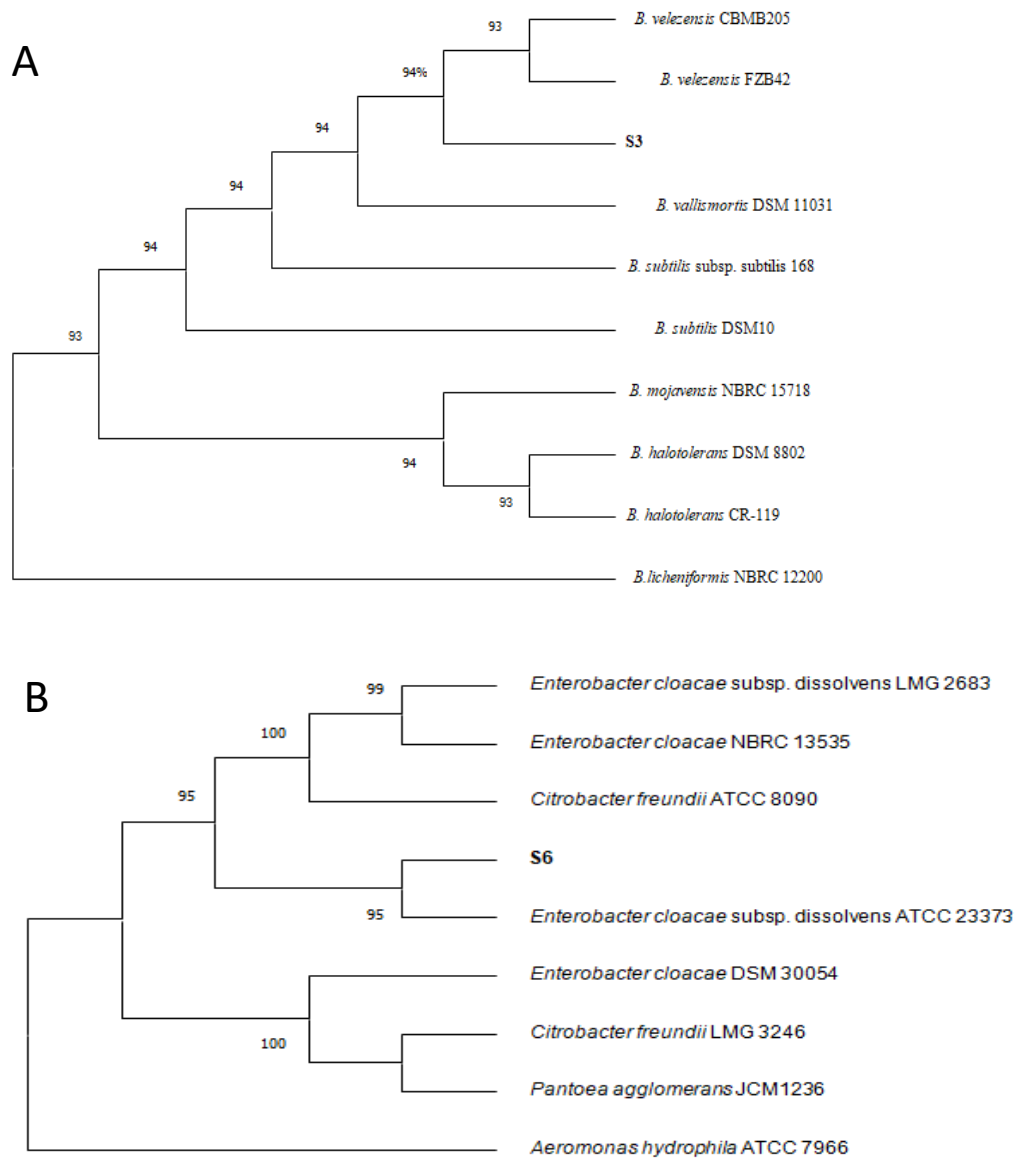 A
93
B. velezensis CBMB205
94%
B. velezensis FZB42
94
S3
94
B. vallismortis DSM 11031
94
B. subtilis subsp. subtilis 168
93
B. subtilis DSM10
B. mojavensis NBRC 15718
94
B. halotolerans DSM 8802
93
B. halotolerans CR-119
B.licheniformis NBRC 12200
B
99
Enterobacter cloacae subsp. dissolvens LMG 2683
100
Enterobacter cloacae NBRC 13535
95
Citrobacter freundii ATCC 8090
S6
95
Enterobacter cloacae subsp. dissolvens ATCC 23373
Enterobacter cloacae DSM 30054
100
Citrobacter freundii LMG 3246
Pantoea agglomerans JCM1236
Aeromonas hydrophila ATCC 7966